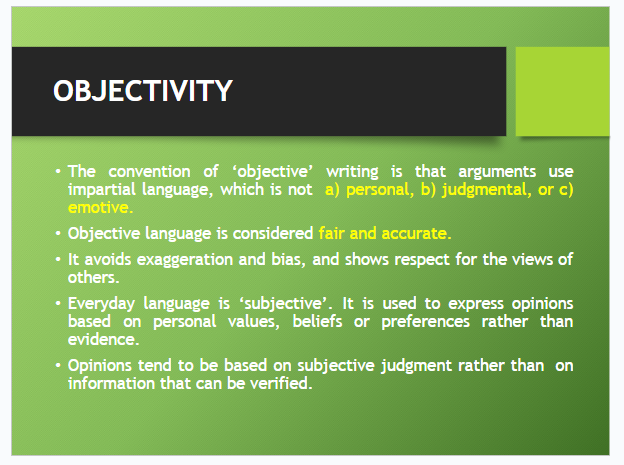 OBJECTIVITY
• The convention of ‘objective’ writing is that arguments use
impartial language, which is not a) personal, b) judgmental, or c)
emotive.
• Objective language is considered fair and accurate.
• It avoids exaggeration and bias, and shows respect for the views of
others.
• Everyday language is ‘subjective’. It is used to express opinions
based on personal values, beliefs or preferences rather than
evidence.
• Opinions tend to be based on subjective judgment rather than on
information that can be verified.